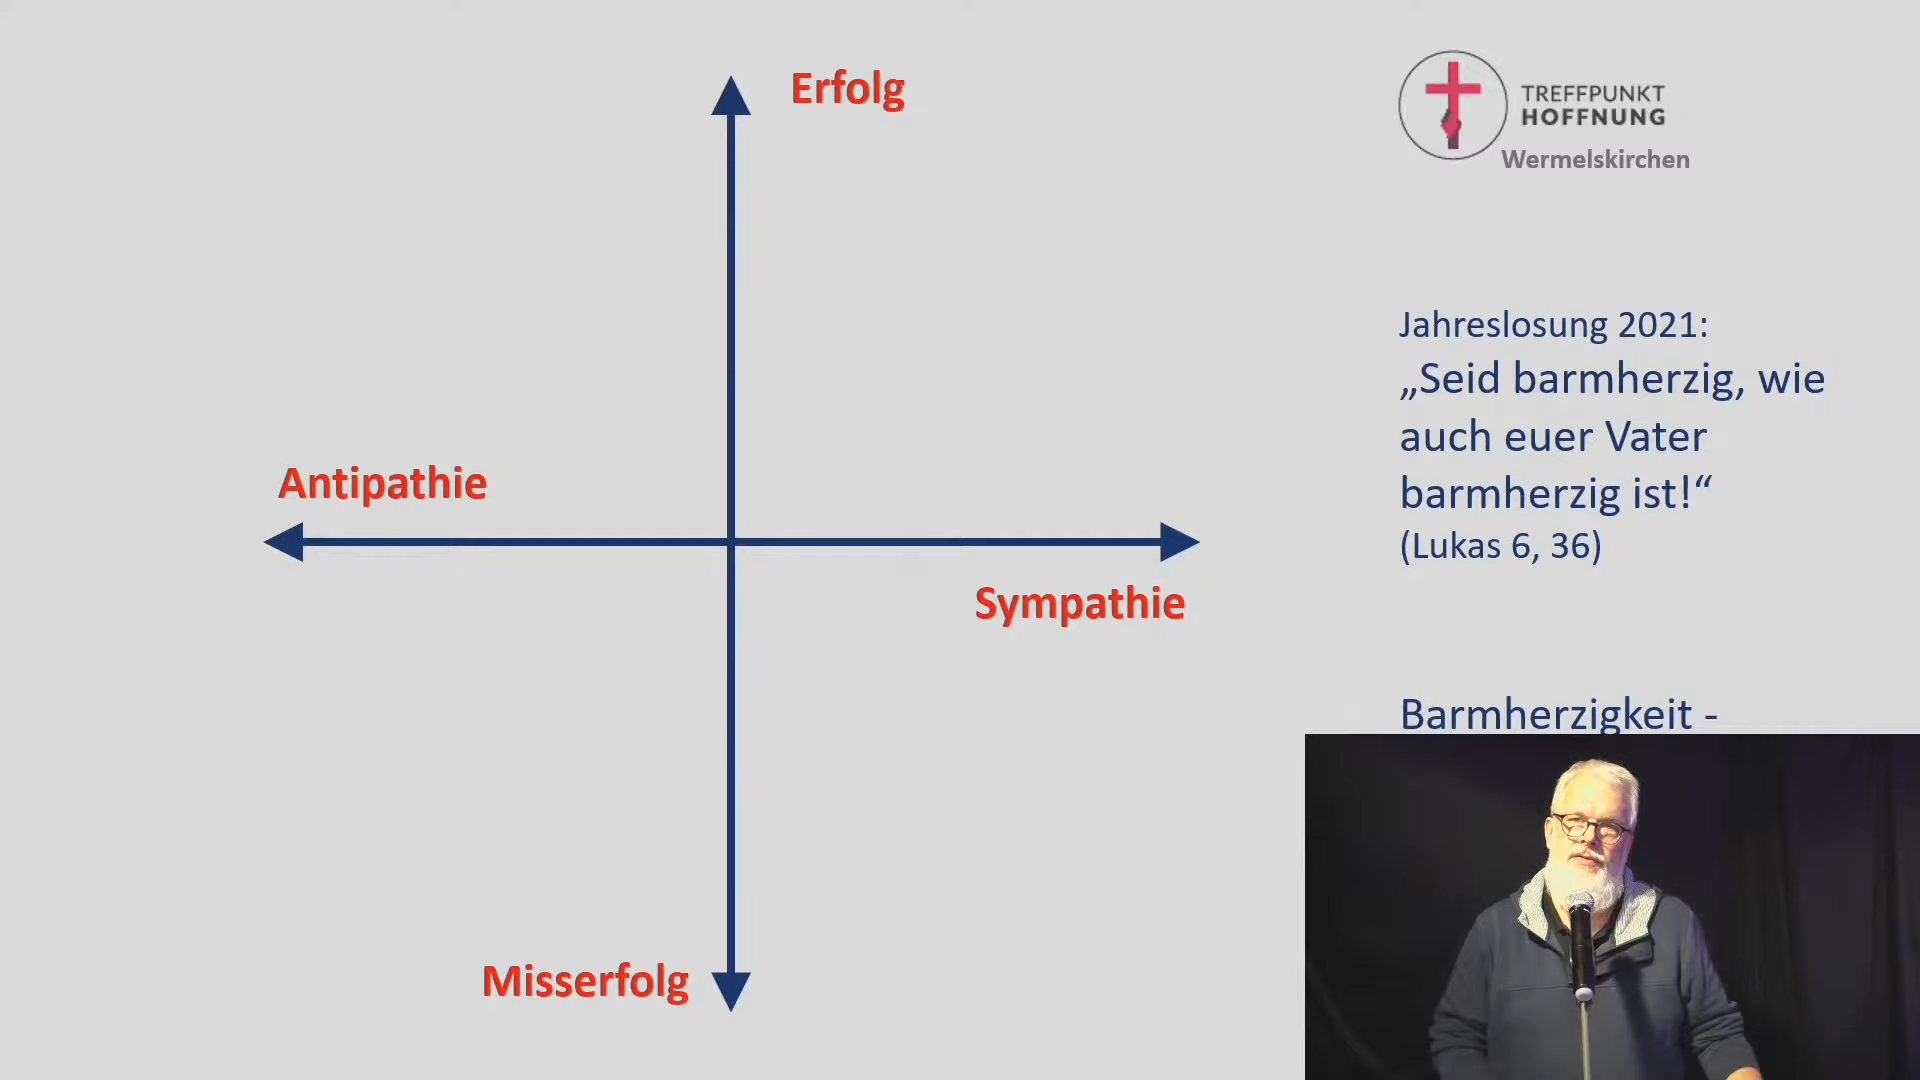 Erfolg
Antipathie
Sympathie
Misserfolg
TREFFPUNKT
HOFFNUNG
Wermelskirchen
Jahreslosung 2021:
„Seid barmherzig, wie
auch euer Vater
barmherzig ist!“
(Lukas 6, 36)
Barmherzigkeit -